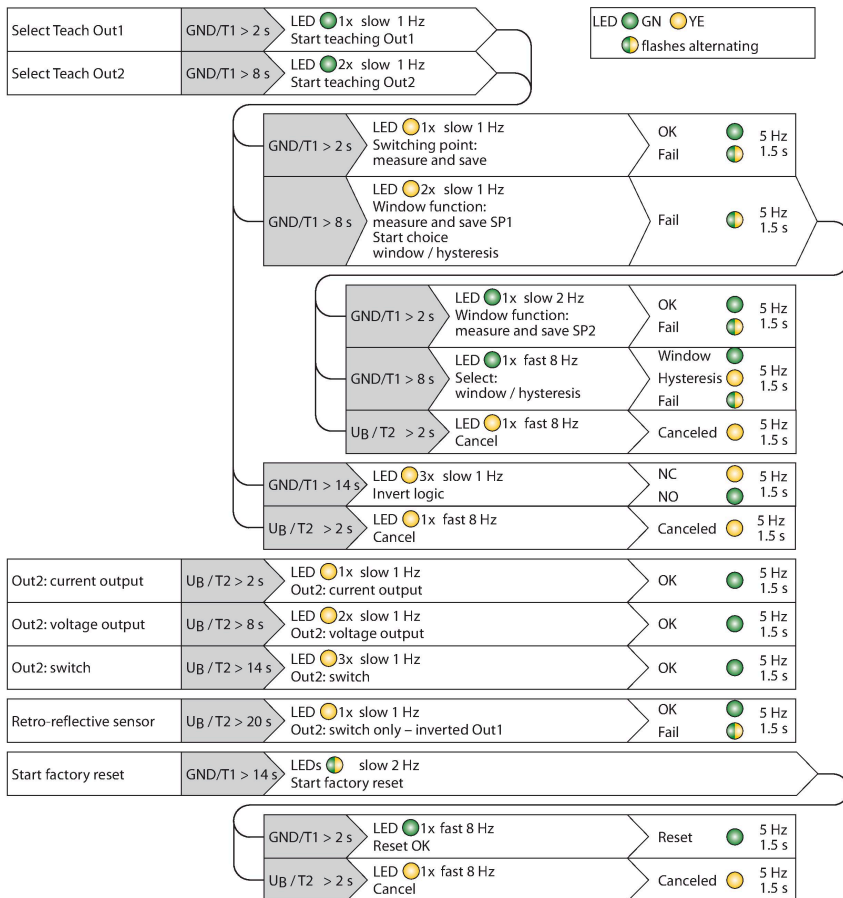 Select Teach Out1 GND/T1 > 2 s LED 1x slow 1 Hz
Start teaching Out1
LED GN YE
flashes alternating
Select Teach Out2 GND/T1 > 8 s LED 2x slow 1 Hz
Start teaching Out2
GND/T1 > 2 s LED 1x slow 1 Hz
Switching point:
measure and save
OK
Fail
5 Hz
1.5 s
GND/T1 > 8 s LED 2x slow 1 Hz
Window function:
measure and save SP1
Start choice
window / hysteresis
Fail
5 Hz
1.5 s
GND/T1 > 2 s LED 1x slow 2 Hz
Window function:
measure and save SP2
OK
Fail
5 Hz
1.5 s
GND/T1 > 8 s LED 1x fast 8 Hz
Select:
window / hysteresis
Window
Hysteresis
Fail
5 Hz
1.5 s
UB / T2 > 2 s LED 1x fast 8 Hz
Cancel
Canceled
5 Hz
1.5 s
GND/T1 > 14 s LED 3x slow 1 Hz
Invert logic
NC
NO
5 Hz
1.5 s
UB / T2 > 2 s LED 1x fast 8 Hz
Cancel
Canceled
5 Hz
1.5 s
Out2: current output UB / T2 > 2 s LED 1x slow 1 Hz
Out2: current output
OK
5 Hz
1.5 s
Out2: voltage output UB / T2 > 8 s LED 2x slow 1 Hz
Out2: voltage output
OK
5 Hz
1.5 s
Out2: switch UB / T2 > 14 s LED 3x slow 1 Hz
Out2: switch
OK
5 Hz
1.5 s
Retro-reflective sensor UB / T2 > 20 s LED 1x slow 1 Hz
Out2: switch only – inverted Out1
OK
Fail
5 Hz
1.5 s
Start factory reset GND/T1 > 14 s LEDs slow 2 Hz
Start factory reset
GND/T1 > 2 s LED 1x fast 8 Hz
Reset OK
Reset
5 Hz
1.5 s
UB / T2 > 2 s LED 1x fast 8 Hz
Cancel
Canceled
5 Hz
1.5 s